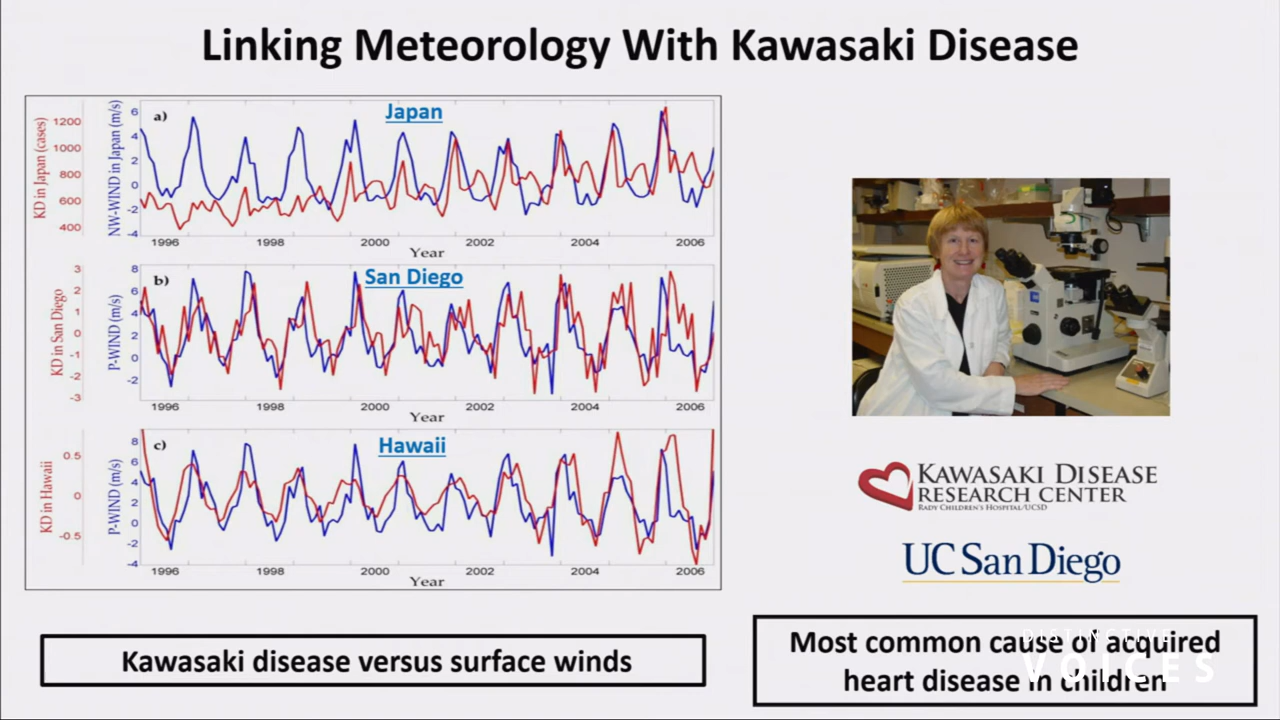 Linking Meteorology With Kawasaki Disease
a)
Japan
KD in Japan (cases)
1200
1000
800
600
400
NW-WIND in Japan (m/s)
6
4
2
0
-2
-4
1996 1998 2000 2002 2004 2006
Year
b)
San Diego
KD in San Diego
3
2
1
0
-1
-2
-3
P-WIND (m/s)
8
6
4
2
0
-2
1996 1998 2000 2002 2004 2006
Year
c)
Hawaii
KD in Hawaii
0.5
0
-0.5
P-WIND (m/s)
8
6
4
2
0
-2
-4
1996 1998 2000 2002 2004 2006
Year
Kawasaki disease versus surface winds
KAWASAKI DISEASE
RESEARCH CENTER
RADY CHILDREN'S HOSPITAL/UCSD
UC San Diego
Most common cause of acquired
heart disease in children
DISTINCTIVE
VOICES